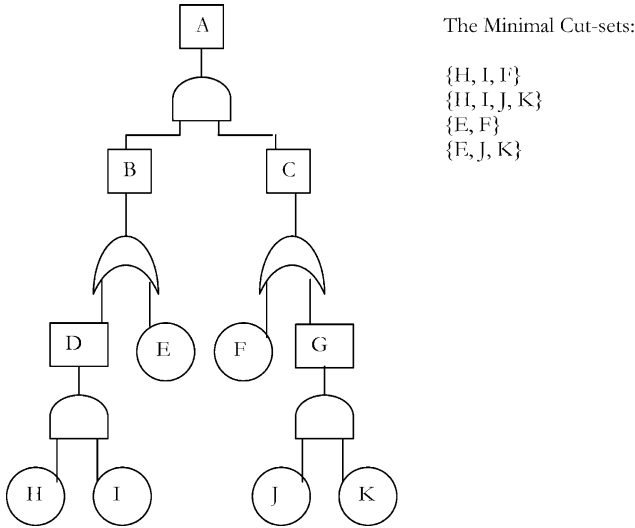 A
The Minimal Cut-sets:
{H, I, F}
{H, I, J, K}
{E, F}
{E, J, K}
B
C
D
E
F
G
H
I
J
K